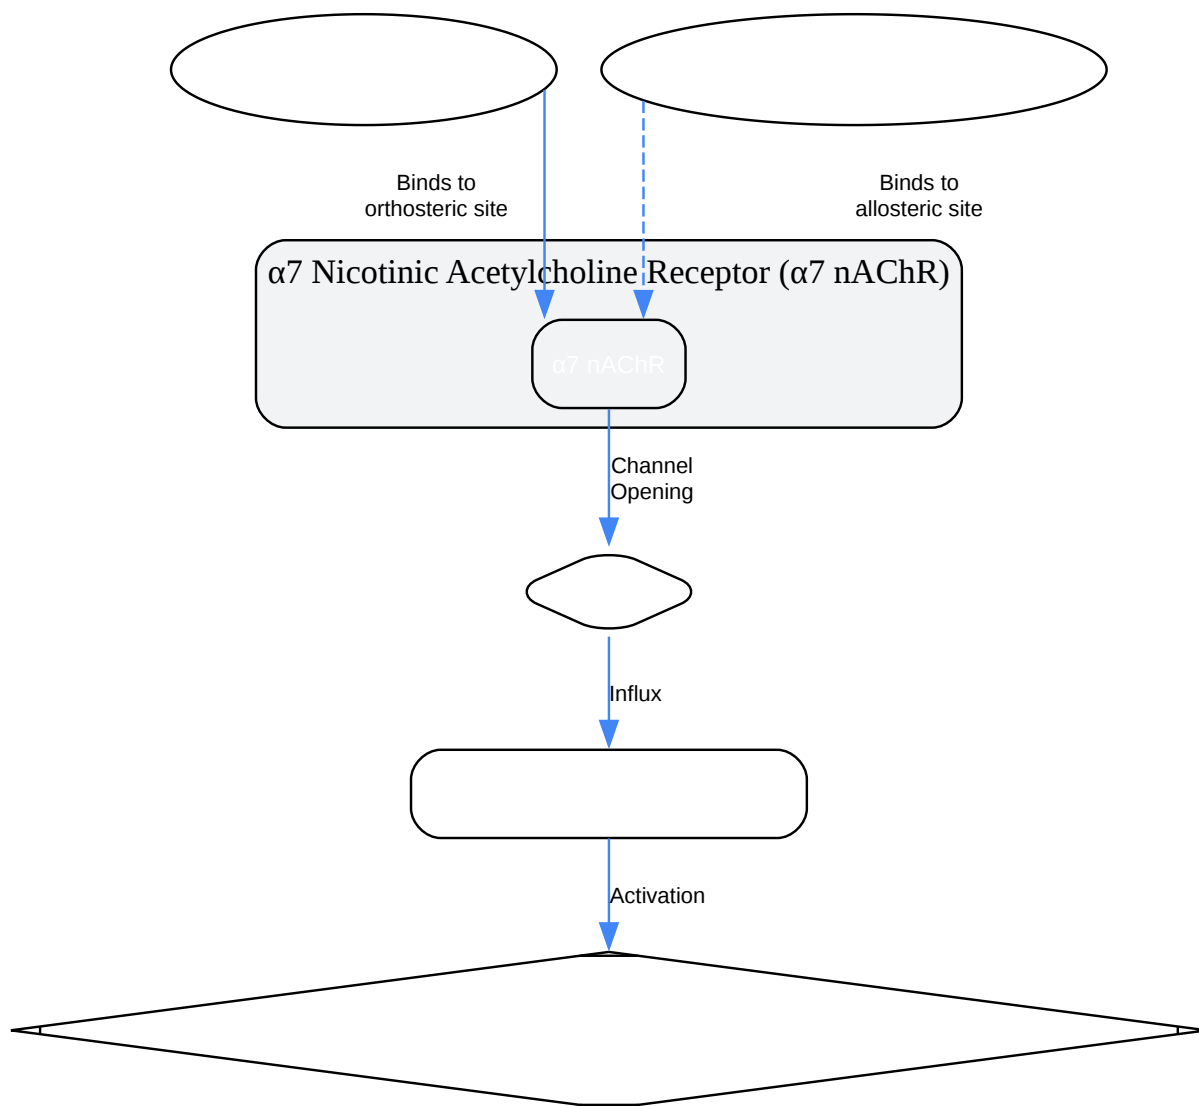 Binds to
orthosteric site
Binds to
allosteric site
α7 Nicotinic Acetylcholine Receptor (α7 nAChR)
α7 nAChR
Channel
Opening
Influx
Activation